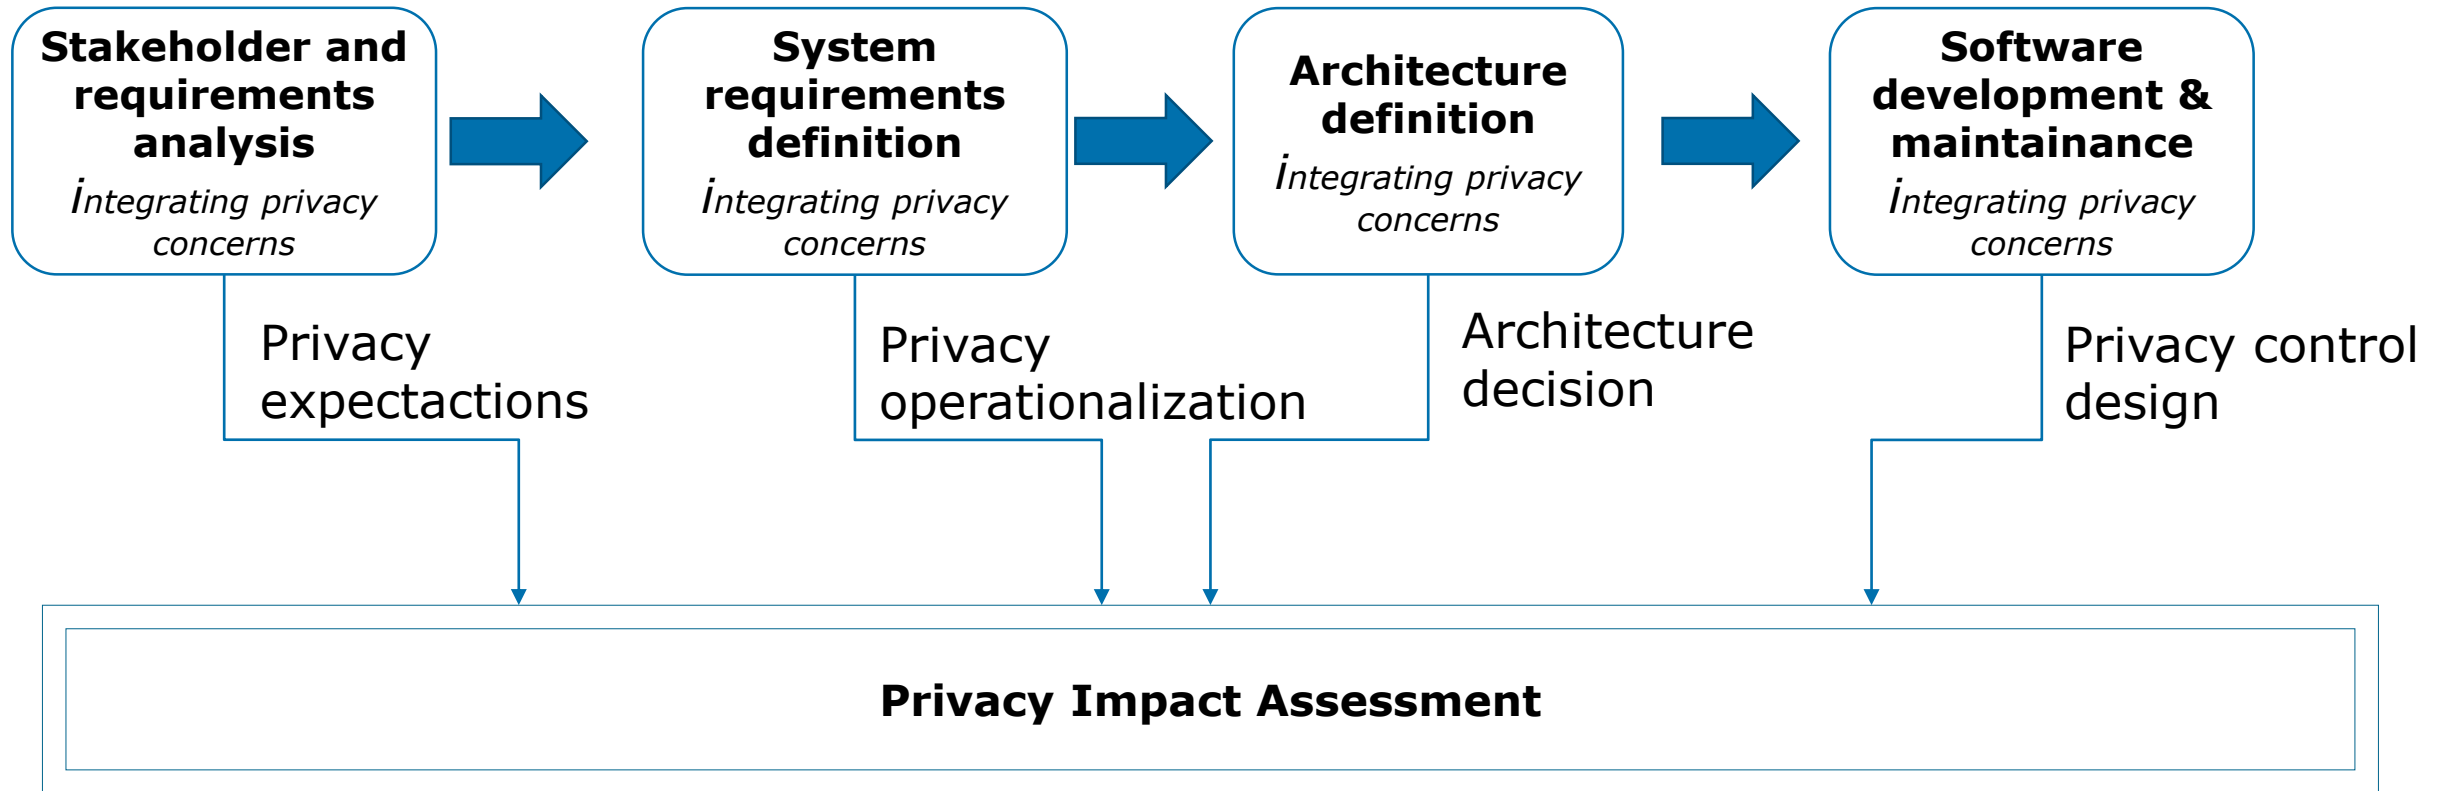 Stakeholder and
requirements
analysis
integrating privacy
concerns
System
requirements
definition
integrating privacy
concerns
Architecture
definition
integrating privacy
concerns
Software
development &
maintainance
integrating privacy
concerns
Privacy
expectactions
Privacy
operationalization
Architecture
decision
Privacy control
design
Privacy Impact Assessment